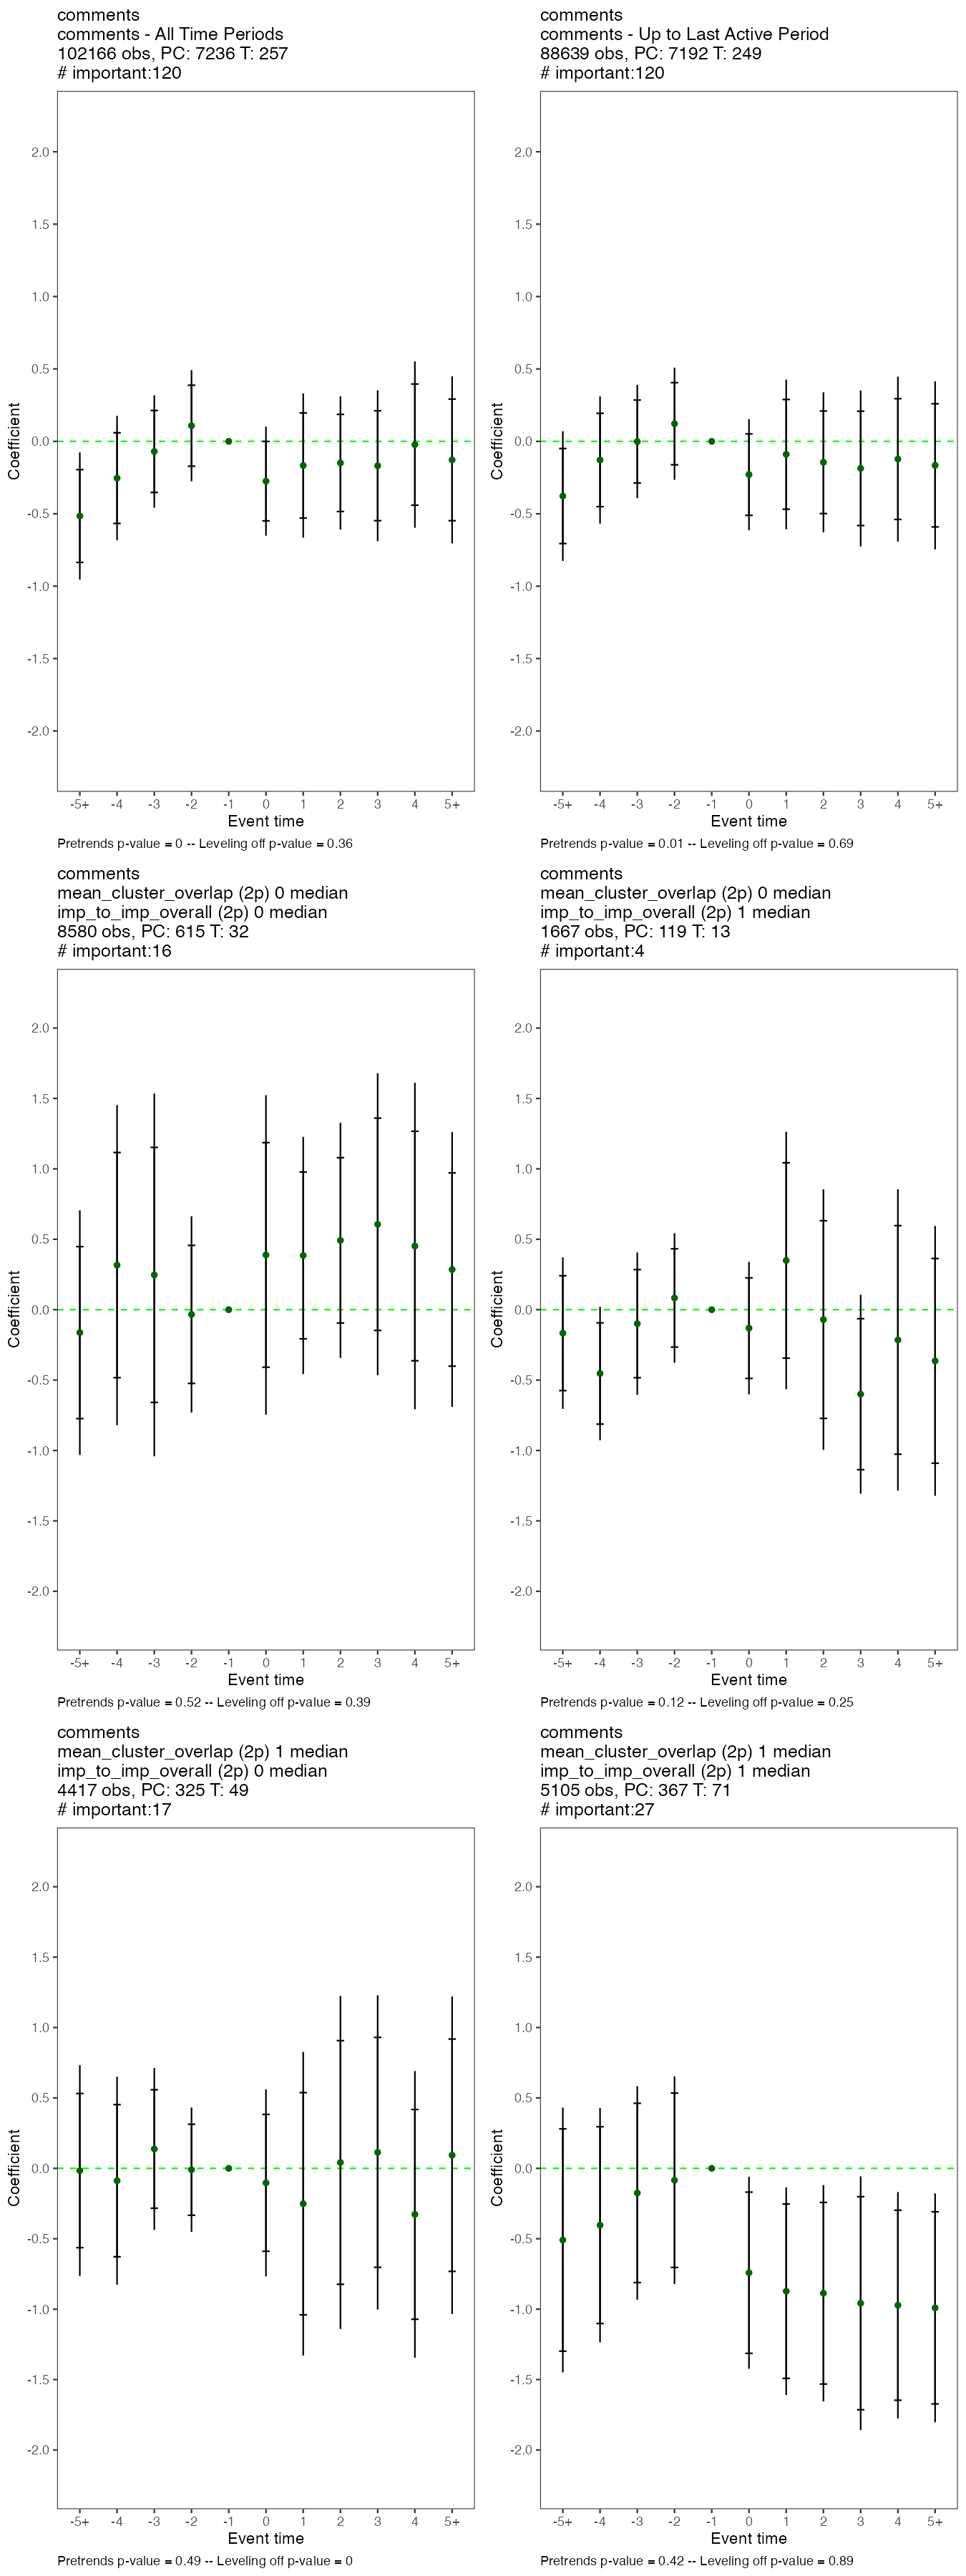 comments
comments - All Time Periods
102166 obs, PC: 7236 T: 257
# important:120
Coefficient
2.0
1.5
1.0
0.5
0.0
-0.5
-1.0
-1.5
-2.0
-5+ -4 -3 -2 -1 0 1 2 3 4 5+
Event time
Pretrends p-value = 0 -- Leveling off p-value = 0.36
comments
comments - Up to Last Active Period
88639 obs, PC: 7192 T: 249
# important:120
Coefficient
2.0
1.5
1.0
0.5
0.0
-0.5
-1.0
-1.5
-2.0
-5+ -4 -3 -2 -1 0 1 2 3 4 5+
Event time
Pretrends p-value = 0.01 -- Leveling off p-value = 0.69
comments
mean_cluster_overlap (2p) 0 median
imp_to_imp_overall (2p) 0 median
8580 obs, PC: 615 T: 32
# important:16
Coefficient
2.0
1.5
1.0
0.5
0.0
-0.5
-1.0
-1.5
-2.0
-5+ -4 -3 -2 -1 0 1 2 3 4 5+
Event time
Pretrends p-value = 0.52 -- Leveling off p-value = 0.39
comments
mean_cluster_overlap (2p) 0 median
imp_to_imp_overall (2p) 1 median
1667 obs, PC: 119 T: 13
# important:4
Coefficient
2.0
1.5
1.0
0.5
0.0
-0.5
-1.0
-1.5
-2.0
-5+ -4 -3 -2 -1 0 1 2 3 4 5+
Event time
Pretrends p-value = 0.12 -- Leveling off p-value = 0.25
comments
mean_cluster_overlap (2p) 1 median
imp_to_imp_overall (2p) 0 median
4417 obs, PC: 325 T: 49
# important:17
Coefficient
2.0
1.5
1.0
0.5
0.0
-0.5
-1.0
-1.5
-2.0
-5+ -4 -3 -2 -1 0 1 2 3 4 5+
Event time
Pretrends p-value = 0.49 -- Leveling off p-value = 0
comments
mean_cluster_overlap (2p) 1 median
imp_to_imp_overall (2p) 1 median
5105 obs, PC: 367 T: 71
# important:27
Coefficient
2.0
1.5
1.0
0.5
0.0
-0.5
-1.0
-1.5
-2.0
-5+ -4 -3 -2 -1 0 1 2 3 4 5+
Event time
Pretrends p-value = 0.42 -- Leveling off p-value = 0.89